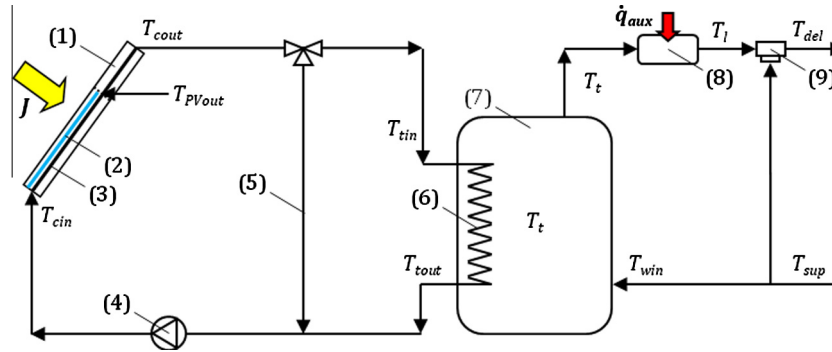 (1)
T_cout
q̇_aux
T_l
T_del
J
T_PVout
(8)
(9)
T_t
(7)
(2)
(3)
T_tin
(5)
(6)
T_t
T_cin
T_tout
T_win
T_sup
(4)